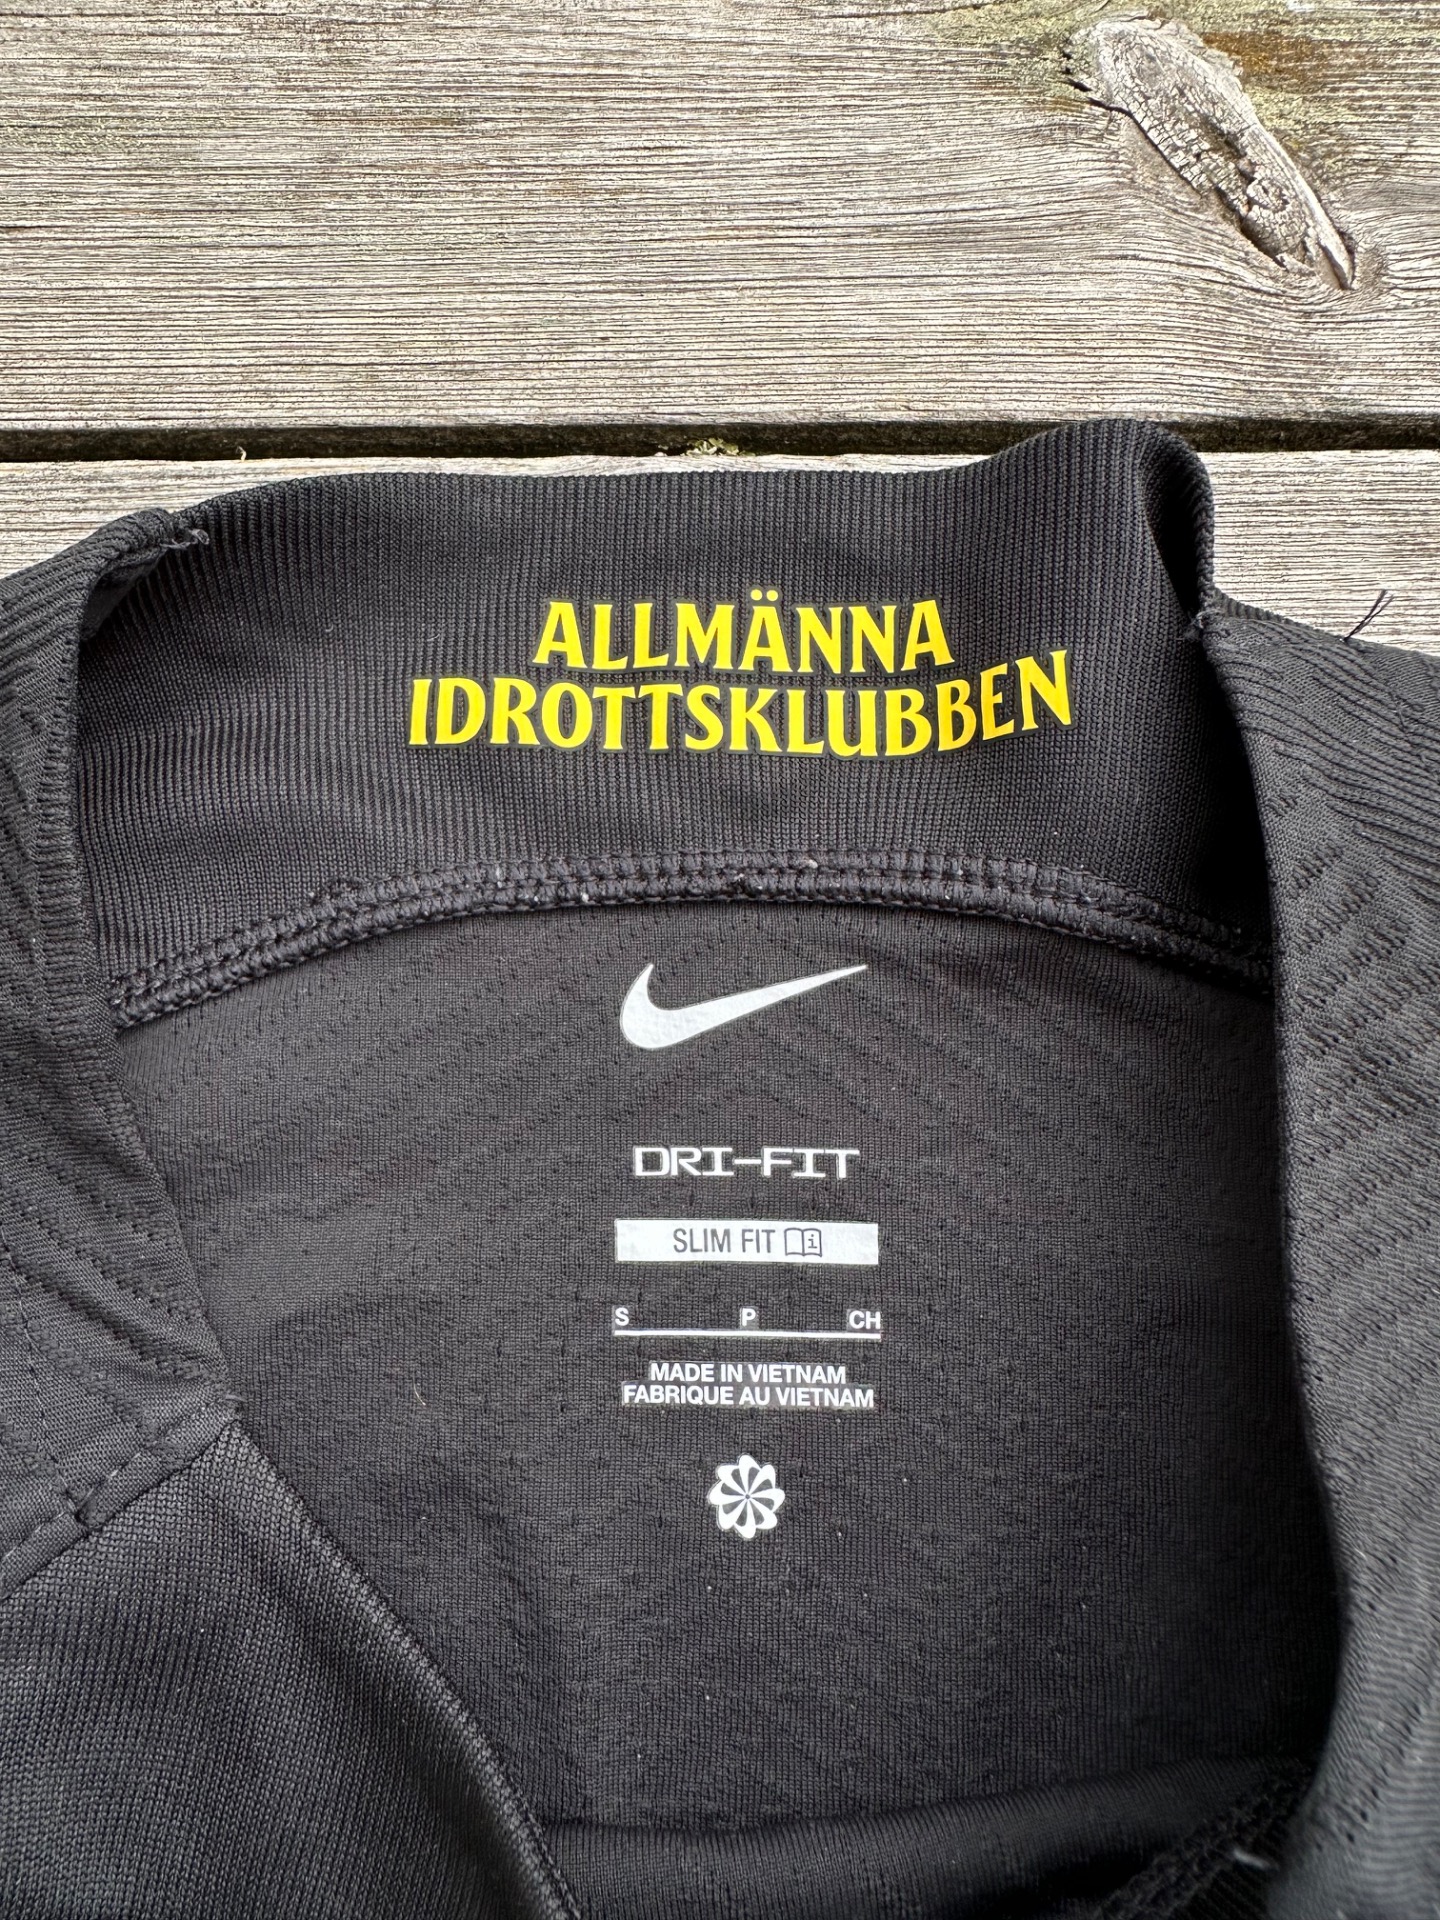 ALLMÄNNA
IDROTTSKLUBBEN
DRI-FIT
SLIM FIT
S P CH
MADE IN VIETNAM
FABRIQUE AU VIETNAM